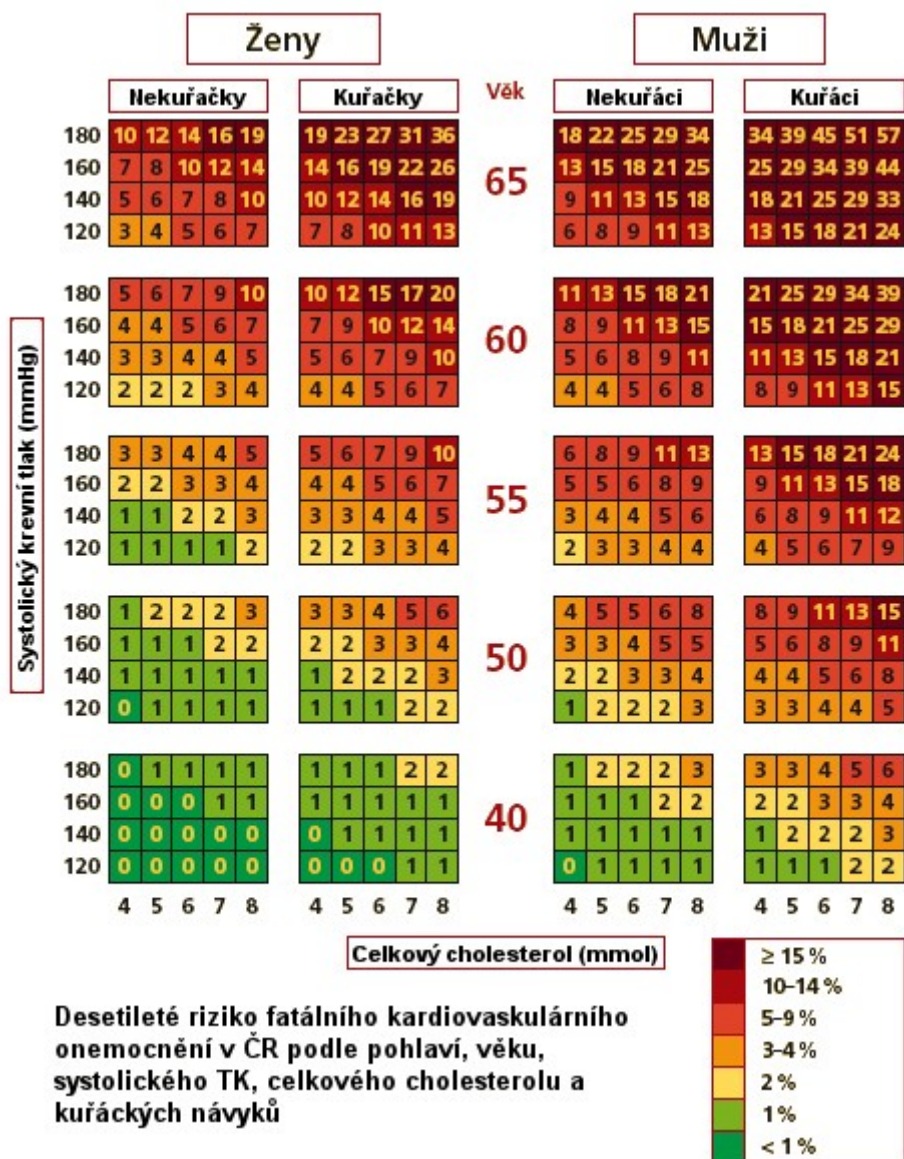 Ženy Muži
Nekuřačky Kuřačky Věk Nekuřáci Kuřáci
180 10 12 14 16 19 19 23 27 31 36 18 22 25 29 34 34 39 45 51 57
160 7 8 10 12 14 14 16 19 22 26 13 15 18 21 25 25 29 34 39 44
65
140 5 6 7 8 10 10 12 14 16 19 9 11 13 15 18 18 21 25 29 33
120 3 4 5 6 7 7 8 10 11 13 6 8 9 11 13 13 15 18 21 24
180 5 6 7 9 10 10 12 15 17 20 11 13 15 18 21 21 25 29 34 39
160 4 4 5 6 7 7 9 10 12 14 8 9 11 13 15 15 18 21 25 29
60
140 3 3 4 4 5 5 6 7 9 10 5 6 8 9 11 11 13 15 18 21
120 2 2 2 3 4 4 4 5 6 7 4 4 5 6 8 8 9 11 13 15
Systolický krevní tlak (mmHg)
180 3 3 4 4 5 5 6 7 9 10 6 8 9 11 13 13 15 18 21 24
160 2 2 3 3 4 4 4 5 6 7 5 5 6 8 9 9 11 13 15 18
55
140 1 1 2 2 3 3 3 4 4 5 3 4 4 5 6 6 8 9 11 12
120 1 1 1 1 2 2 2 3 3 4 2 3 3 4 4 4 5 6 7 9
180 1 2 2 2 3 3 3 4 5 6 4 5 5 6 8 8 9 11 13 15
160 1 1 1 2 2 2 2 3 3 4 3 3 4 5 5 5 6 8 9 11
50
140 1 1 1 1 1 1 2 2 2 3 2 2 3 3 4 4 4 5 6 8
120 0 1 1 1 1 1 1 1 2 2 1 2 2 2 3 3 3 4 4 5
180 0 1 1 1 1 1 1 1 2 2 1 2 2 2 3 3 3 4 5 6
160 0 0 0 1 1 1 1 1 1 1 1 1 1 2 2 2 2 3 3 4
40
140 0 0 0 0 0 0 1 1 1 1 1 1 1 1 1 1 2 2 2 3
120 0 0 0 0 0 0 0 0 1 1 0 1 1 1 1 1 1 1 2 2
4 5 6 7 8 4 5 6 7 8 4 5 6 7 8 4 5 6 7 8
Celkový cholesterol (mmol)
≥ 15 %
10–14 %
5–9 %
3–4 %
2 %
1 %
< 1 %
Desetileté riziko fatálního kardiovaskulárního
onemocnění v ČR podle pohlaví, věku,
systolického TK, celkového cholesterolu a
kuřáckých návyků